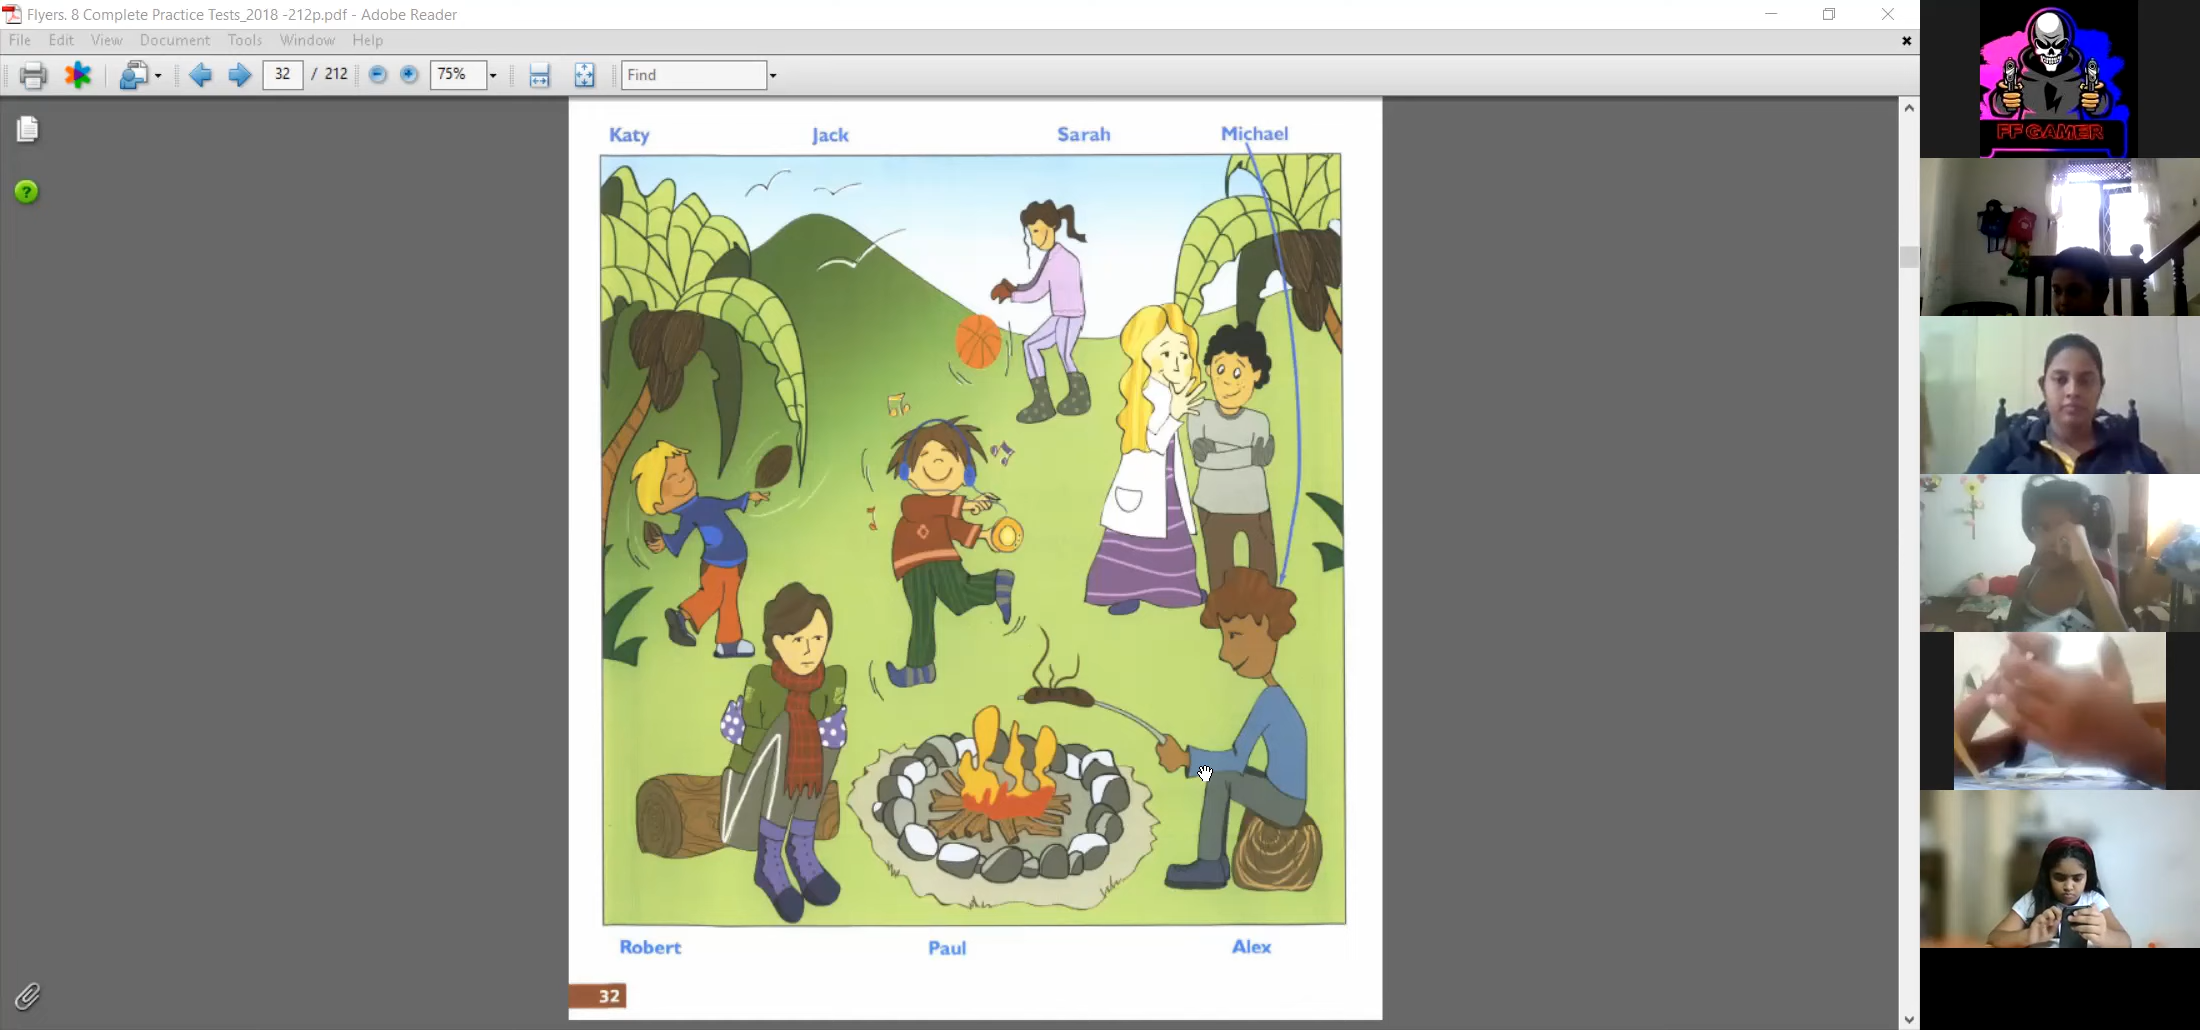 Flyers. 8 Complete Practice Tests_2018 -212p.pdf - Adobe Reader
File Edit View Document Tools Window Help
32 / 212 75% Find
Katy Jack Sarah Michael
Robert Paul Alex
32
FF GAMER